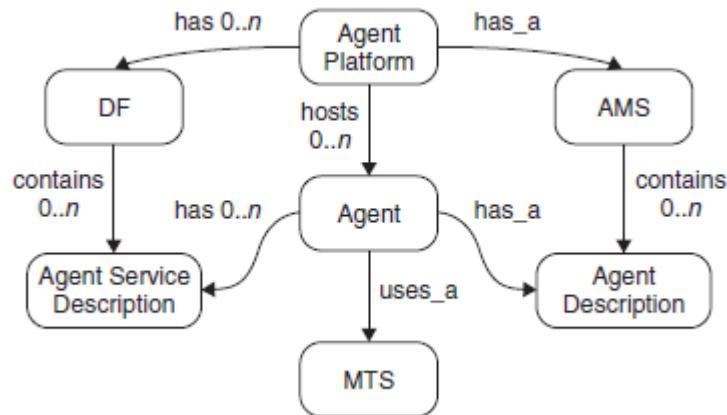 has 0..n
Agent
Platform
has_a
DF
hosts
0..n
AMS
contains
0..n
has 0..n
Agent
has_a
contains
0..n
Agent Service
Description
uses_a
Agent
Description
MTS